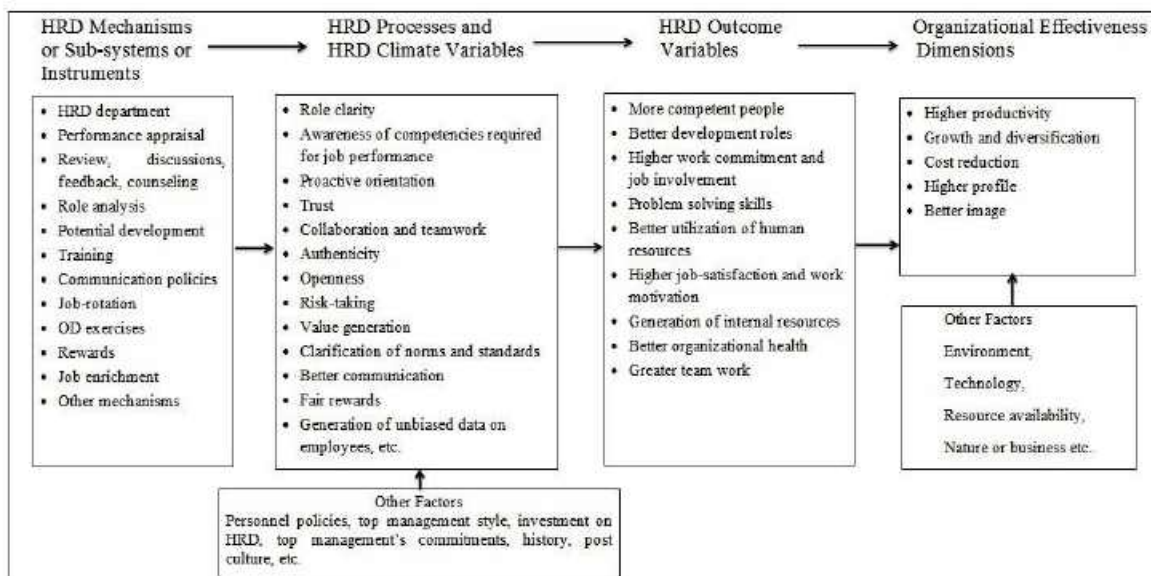 HRD Mechanisms
or Sub-systems or
Instruments
HRD Processes and
HRD Climate Variables
HRD Outcome
Variables
Organizational Effectiveness
Dimensions
• HRD department
• Performance appraisal
• Review, discussions,
feedback, counseling
• Role analysis
• Potential development
• Training
• Communication policies
• Job-rotation
• OD exercises
• Rewards
• Job enrichment
• Other mechanisms
• Role clarity
• Awareness of competencies required
for job performance
• Proactive orientation
• Trust
• Collaboration and teamwork
• Authenticity
• Openness
• Risk-taking
• Value generation
• Clarification of norms and standards
• Better communication
• Fair rewards
• Generation of unbiased data on
employees, etc.
• More competent people
• Better development roles
• Higher work commitment and
job involvement
• Problem solving skills
• Better utilization of human
resources
• Higher job-satisfaction and work
motivation
• Generation of internal resources
• Better organizational health
• Greater team work
• Higher productivity
• Growth and diversification
• Cost reduction
• Higher profile
• Better image
Other Factors
Environment,
Technology,
Resource availability,
Nature or business etc.
Other Factors
Personnel policies, top management style, investment on
HRD, top management's commitments, history, post
culture, etc.